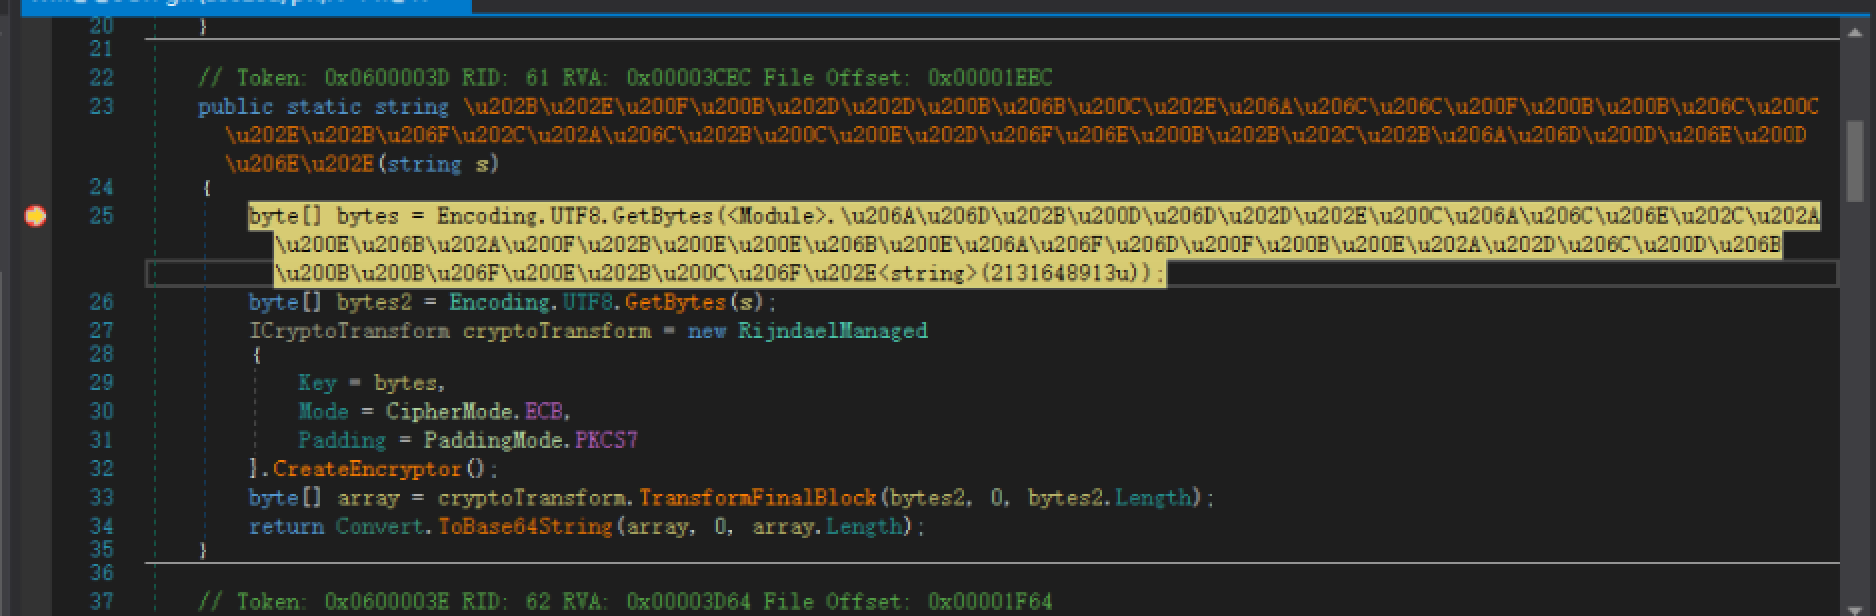 20 }
21
22 // Token: 0x0600003D RID: 61 RVA: 0x00003CEC File Offset: 0x00001EEC
23 public static string \u202B\u202E\u200F\u200B\u202D\u202D\u200B\u206B\u200C\u202E\u206A\u206C\u206C\u200F\u200B\u200B\u206C\u200C
\u202E\u202B\u206F\u202C\u202A\u206C\u202B\u200C\u200E\u202D\u206F\u206E\u200B\u202B\u202C\u202B\u206A\u206D\u200D\u206E\u200D
\u206E\u202E(string s)
24 {
25 byte[] bytes = Encoding.UTF8.GetBytes(<Module>.\u206A\u206D\u202B\u200D\u206D\u202D\u202E\u200C\u206A\u206C\u206E\u202C\u202A
\u200E\u206B\u202A\u200F\u202B\u200E\u200E\u206B\u200E\u206A\u206F\u206D\u200F\u200B\u200E\u202A\u202D\u206C\u200D\u206B
\u200B\u200B\u206F\u200E\u202B\u200C\u206F\u202E<string>(2131648913u));
26 byte[] bytes2 = Encoding.UTF8.GetBytes(s);
27 ICryptoTransform cryptoTransform = new RijndaelManaged
28 {
29 Key = bytes,
30 Mode = CipherMode.ECB,
31 Padding = PaddingMode.PKCS7
32 }.CreateEncryptor();
33 byte[] array = cryptoTransform.TransformFinalBlock(bytes2, 0, bytes2.Length);
34 return Convert.ToBase64String(array, 0, array.Length);
35 }
36
37 // Token: 0x0600003E RID: 62 RVA: 0x00003D64 File Offset: 0x00001F64